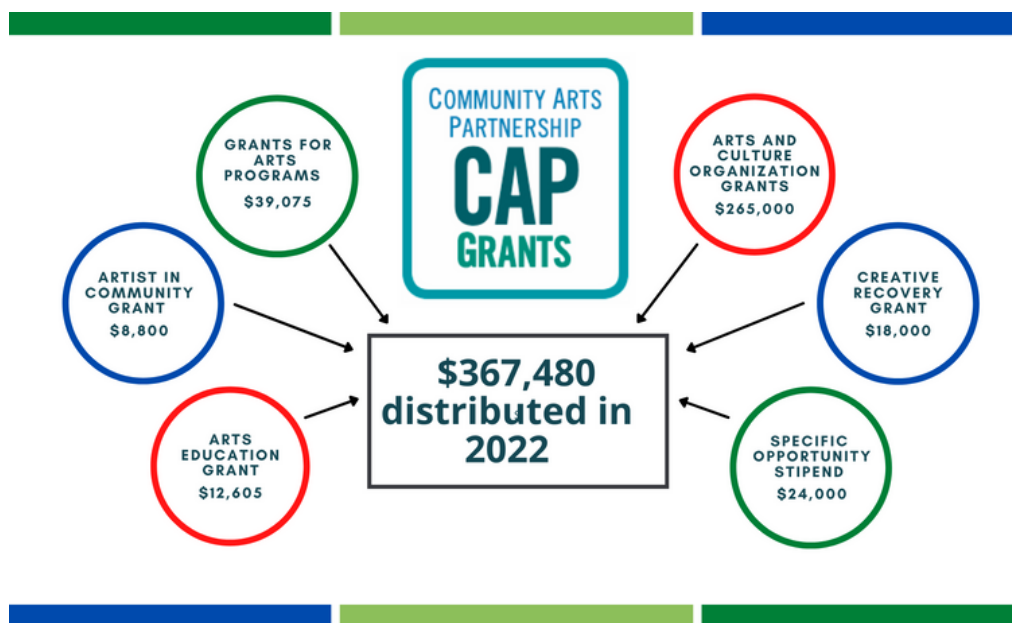 COMMUNITY ARTS
PARTNERSHIP
CAP
GRANTS
GRANTS FOR
ARTS
PROGRAMS
$39,075
ARTS AND
CULTURE
ORGANIZATION
GRANTS
$265,000
ARTIST IN
COMMUNITY
GRANT
$8,800
CREATIVE
RECOVERY
GRANT
$18,000
$367,480
distributed in
2022
ARTS
EDUCATION
GRANT
$12,605
SPECIFIC
OPPORTUNITY
STIPEND
$24,000